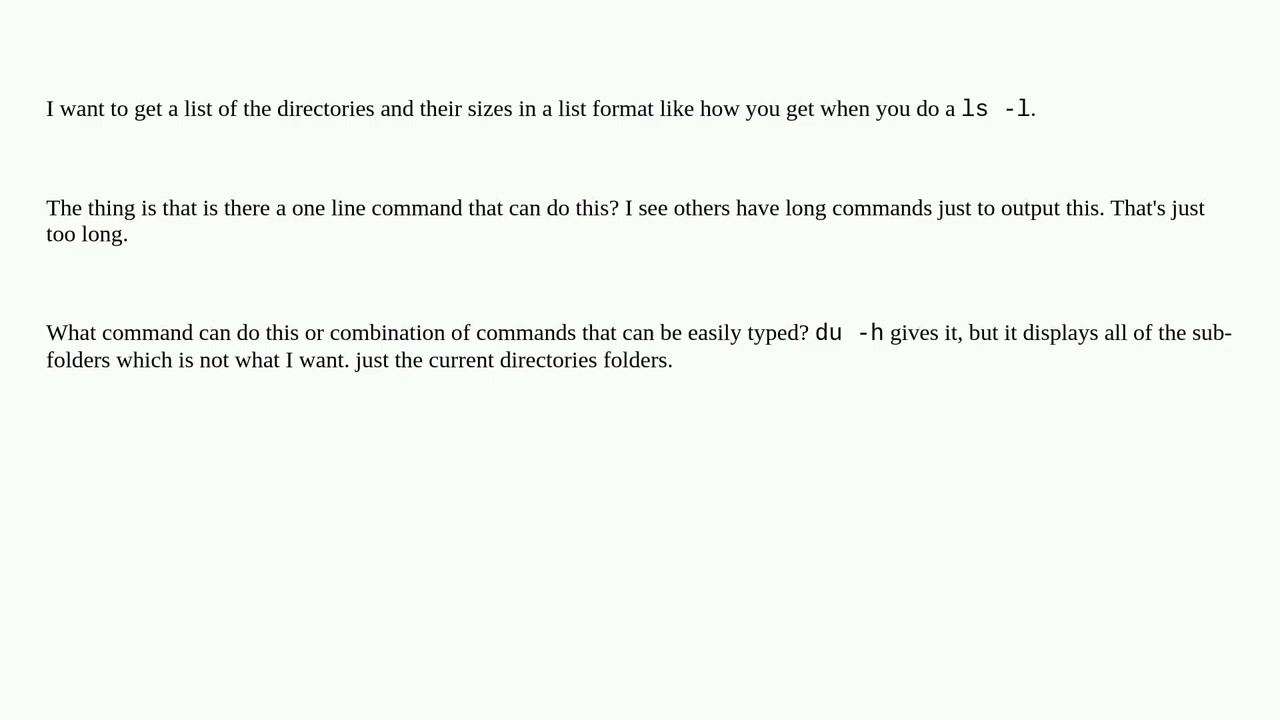 I want to get a list of the directories and their sizes in a list format like how you get when you do a ls -l.
The thing is that is there a one line command that can do this? I see others have long commands just to output this. That's just
too long.
What command can do this or combination of commands that can be easily typed? du -h gives it, but it displays all of the sub-
folders which is not what I want. just the current directories folders.